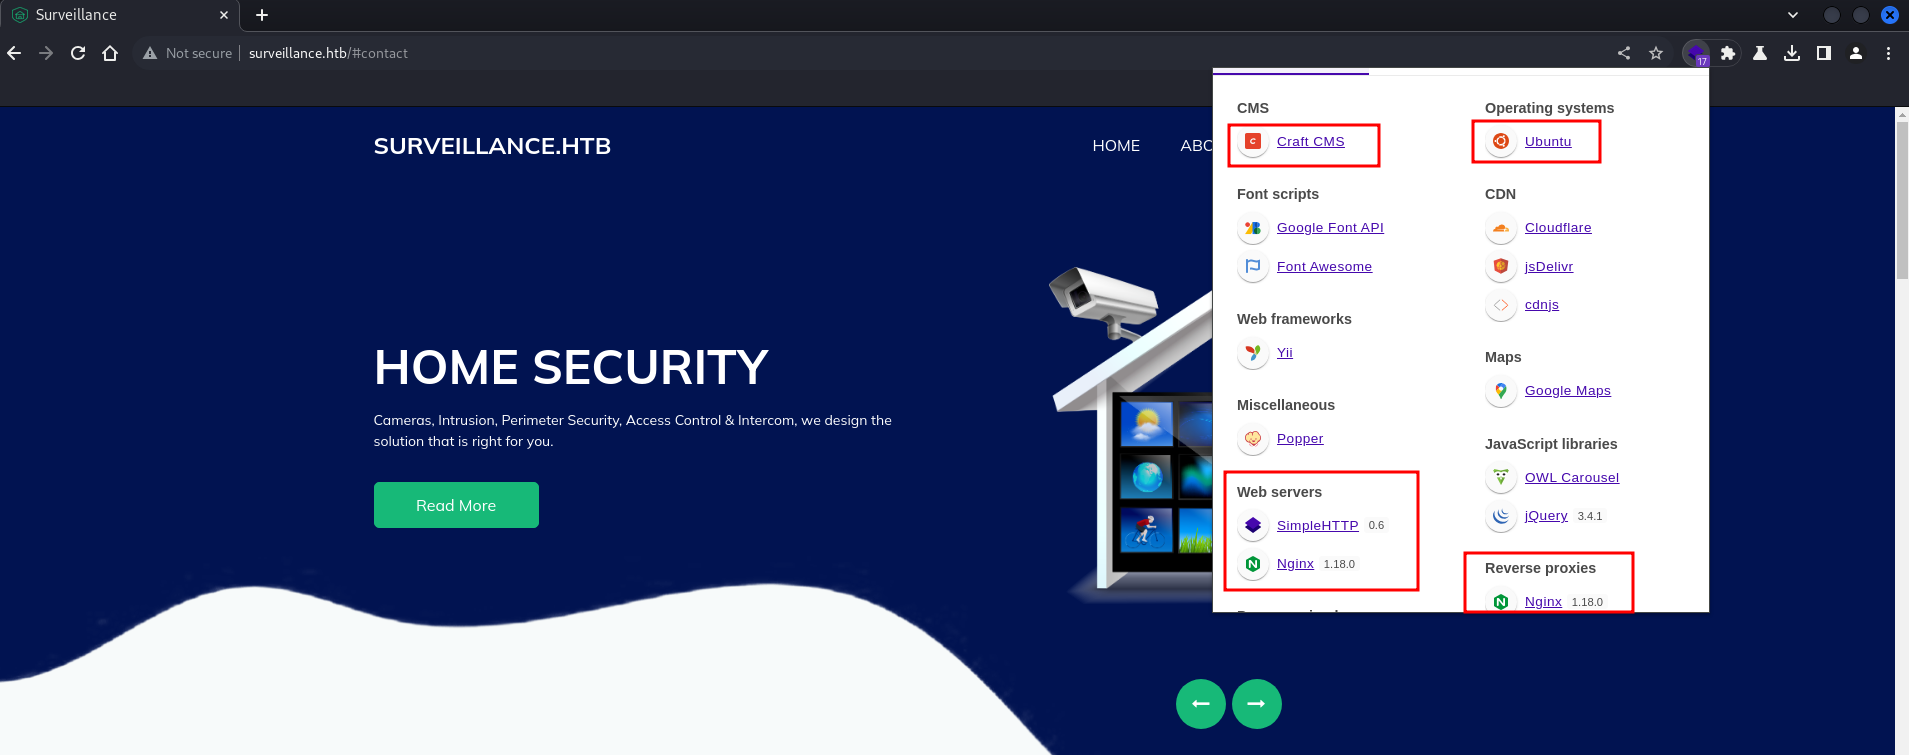 Surveillance
Not secure
surveillance.htb/#contact
17
SURVEILLANCE.HTB
HOME
ABC
HOME SECURITY
Cameras, Intrusion, Perimeter Security, Access Control & Intercom, we design the
solution that is right for you.
Read More
CMS
Craft CMS
Font scripts
Google Font API
Font Awesome
Web frameworks
Yii
Miscellaneous
Popper
Web servers
SimpleHTTP 0.6
Nginx 1.18.0
Operating systems
Ubuntu
CDN
Cloudflare
jsDelivr
cdnjs
Maps
Google Maps
JavaScript libraries
OWL Carousel
jQuery 3.4.1
Reverse proxies
Nginx 1.18.0